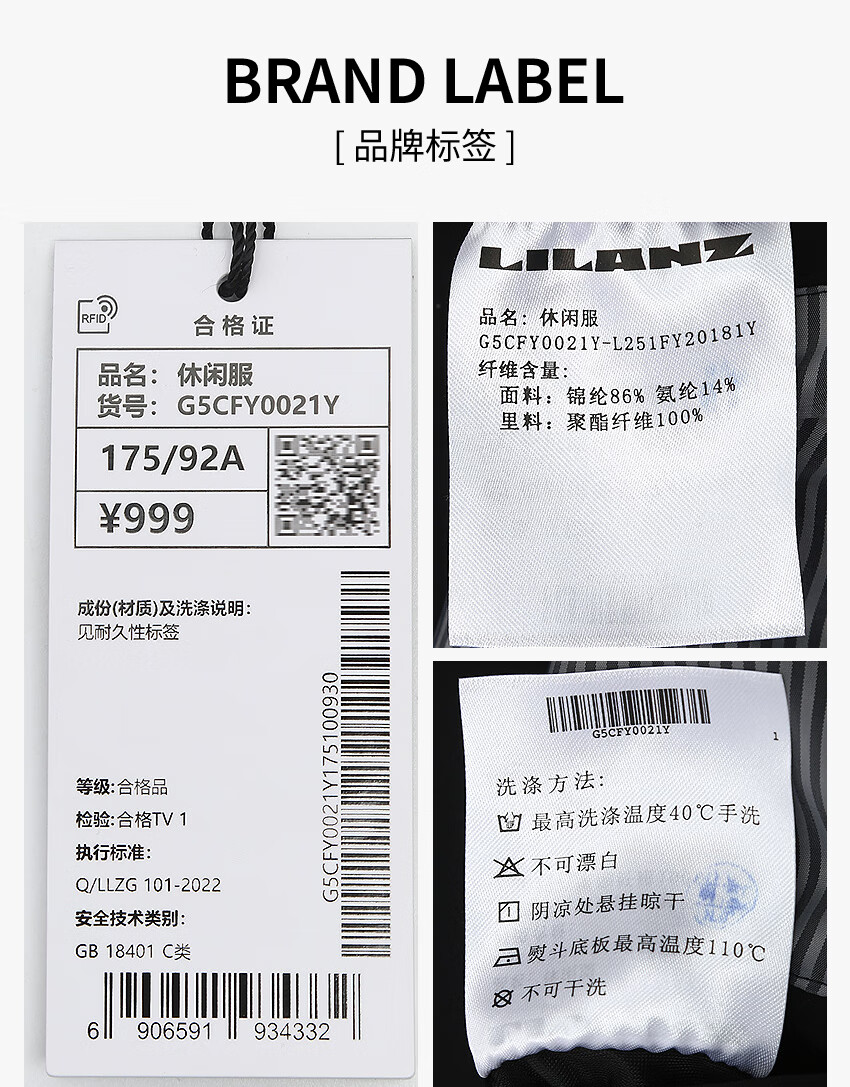 BRAND LABEL
[ 品牌标签 ]
RFID
合格证
品名: 休闲服
货号: G5CFY0021Y
175/92A
¥999
成份(材质)及洗涤说明:
见耐久性标签
G5CFY0021Y175100930
等级:合格品
检验:合格TV 1
执行标准:
Q/LLZG 101-2022
安全技术类别:
GB 18401 C类
6 906591 934332
LILANZ
品名: 休闲服
G5CFY0021Y-L251FY20181Y
纤维含量:
面料: 锦纶86% 氨纶14%
里料: 聚酯纤维100%
G5CFY0021Y
1
洗涤方法:
最高洗涤温度40℃手洗
不可漂白
阴凉处悬挂晾干
熨斗底板最高温度110℃
不可干洗